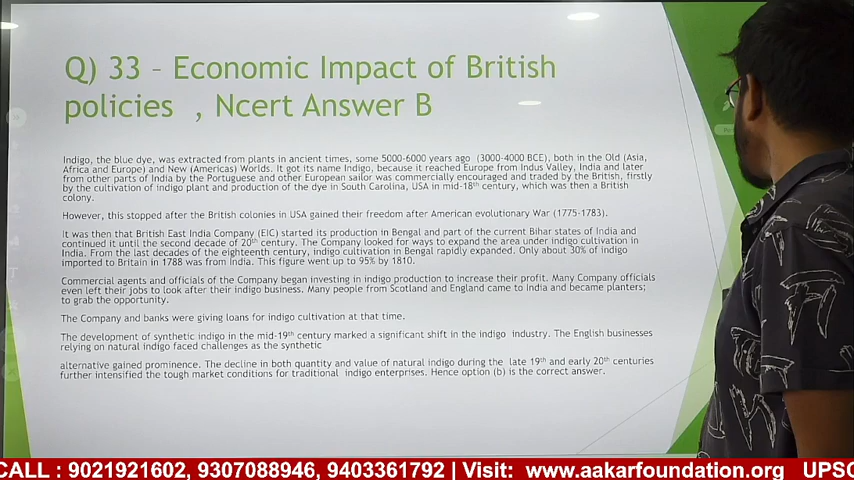 Q) 33 – Economic Impact of British
policies , Ncert Answer B
Indigo, the blue dye, was extracted from plants in ancient times, some 5000-6000 years ago (3000-4000 BCE), both in the Old (Asia,
Africa and Europe) and New (Americas) Worlds. It got its name Indigo, because it reached Europe from Indus Valley, India and later
from other parts of India by the Portuguese and other European sailor was commercially encouraged and traded by the British, firstly
by the cultivation of indigo plant and production of the dye in South Carolina, USA in mid-18th century, which was then a British
colony.
However, this stopped after the British colonies in USA gained their freedom after American evolutionary War (1775-1783).
It was then that British East India Company (EIC) started its production in Bengal and part of the current Bihar states of India and
continued it until the second decade of 20th century. The Company looked for ways to expand the area under indigo cultivation in
India. From the last decades of the eighteenth century, indigo cultivation in Bengal rapidly expanded. Only about 30% of indigo
imported to Britain in 1788 was from India. This figure went up to 95% by 1810.
Commercial agents and officials of the Company began investing in indigo production to increase their profit. Many Company officials
even left their jobs to look after their indigo business. Many people from Scotland and England came to India and became planters;
to grab the opportunity.
The Company and banks were giving loans for indigo cultivation at that time.
The development of synthetic indigo in the mid-19th century marked a significant shift in the indigo industry. The English businesses
relying on natural indigo faced challenges as the synthetic
alternative gained prominence. The decline in both quantity and value of natural indigo during the late 19th and early 20th centuries
further intensified the tough market conditions for traditional indigo enterprises. Hence option (b) is the correct answer.
CALL : 9021921602, 9307088946, 9403361792 | Visit: www.aakarfoundation.org UPSC